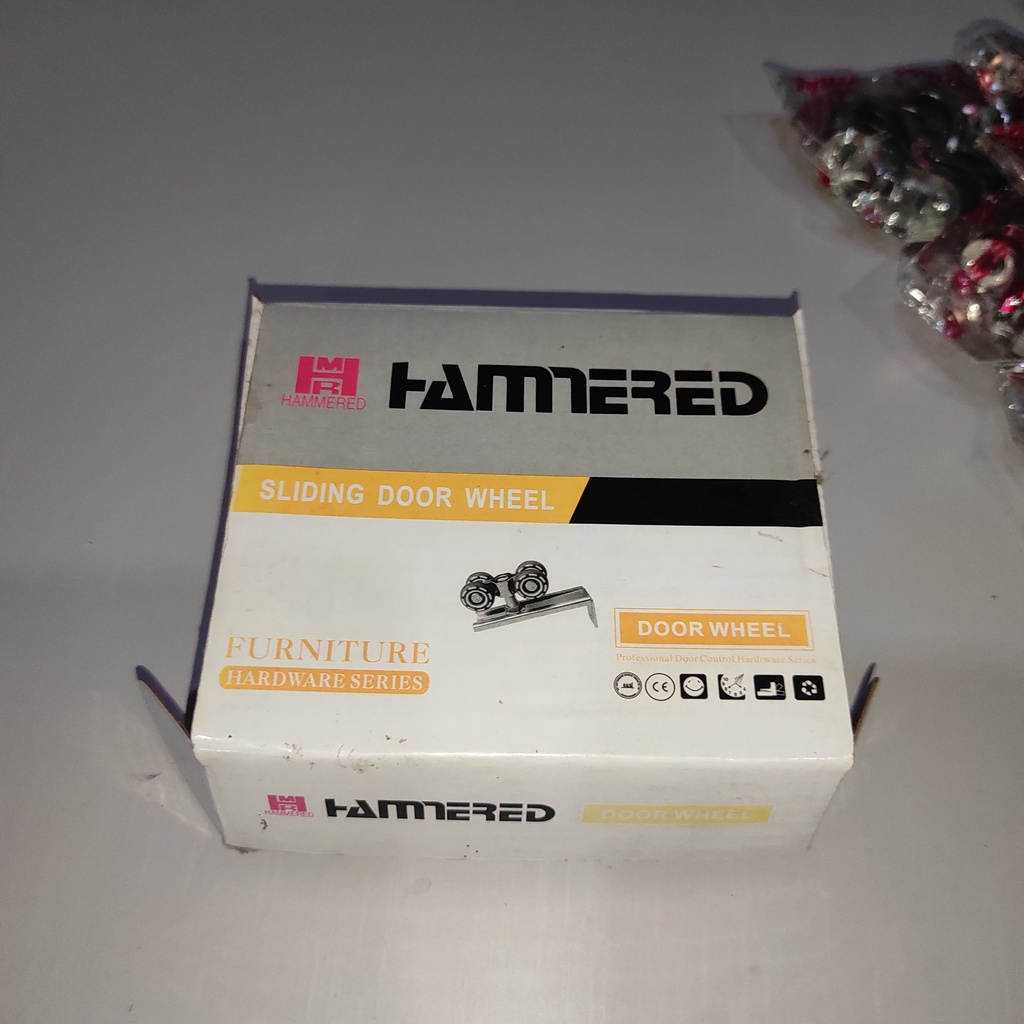 HAMMERED
HAMMERED
SLIDING DOOR WHEEL
FURNITURE
HARDWARE SERIES
DOOR WHEEL
Professional Door Control Hardware Series
CE
HAMMERED
HAMMERED
DOOR WHEEL